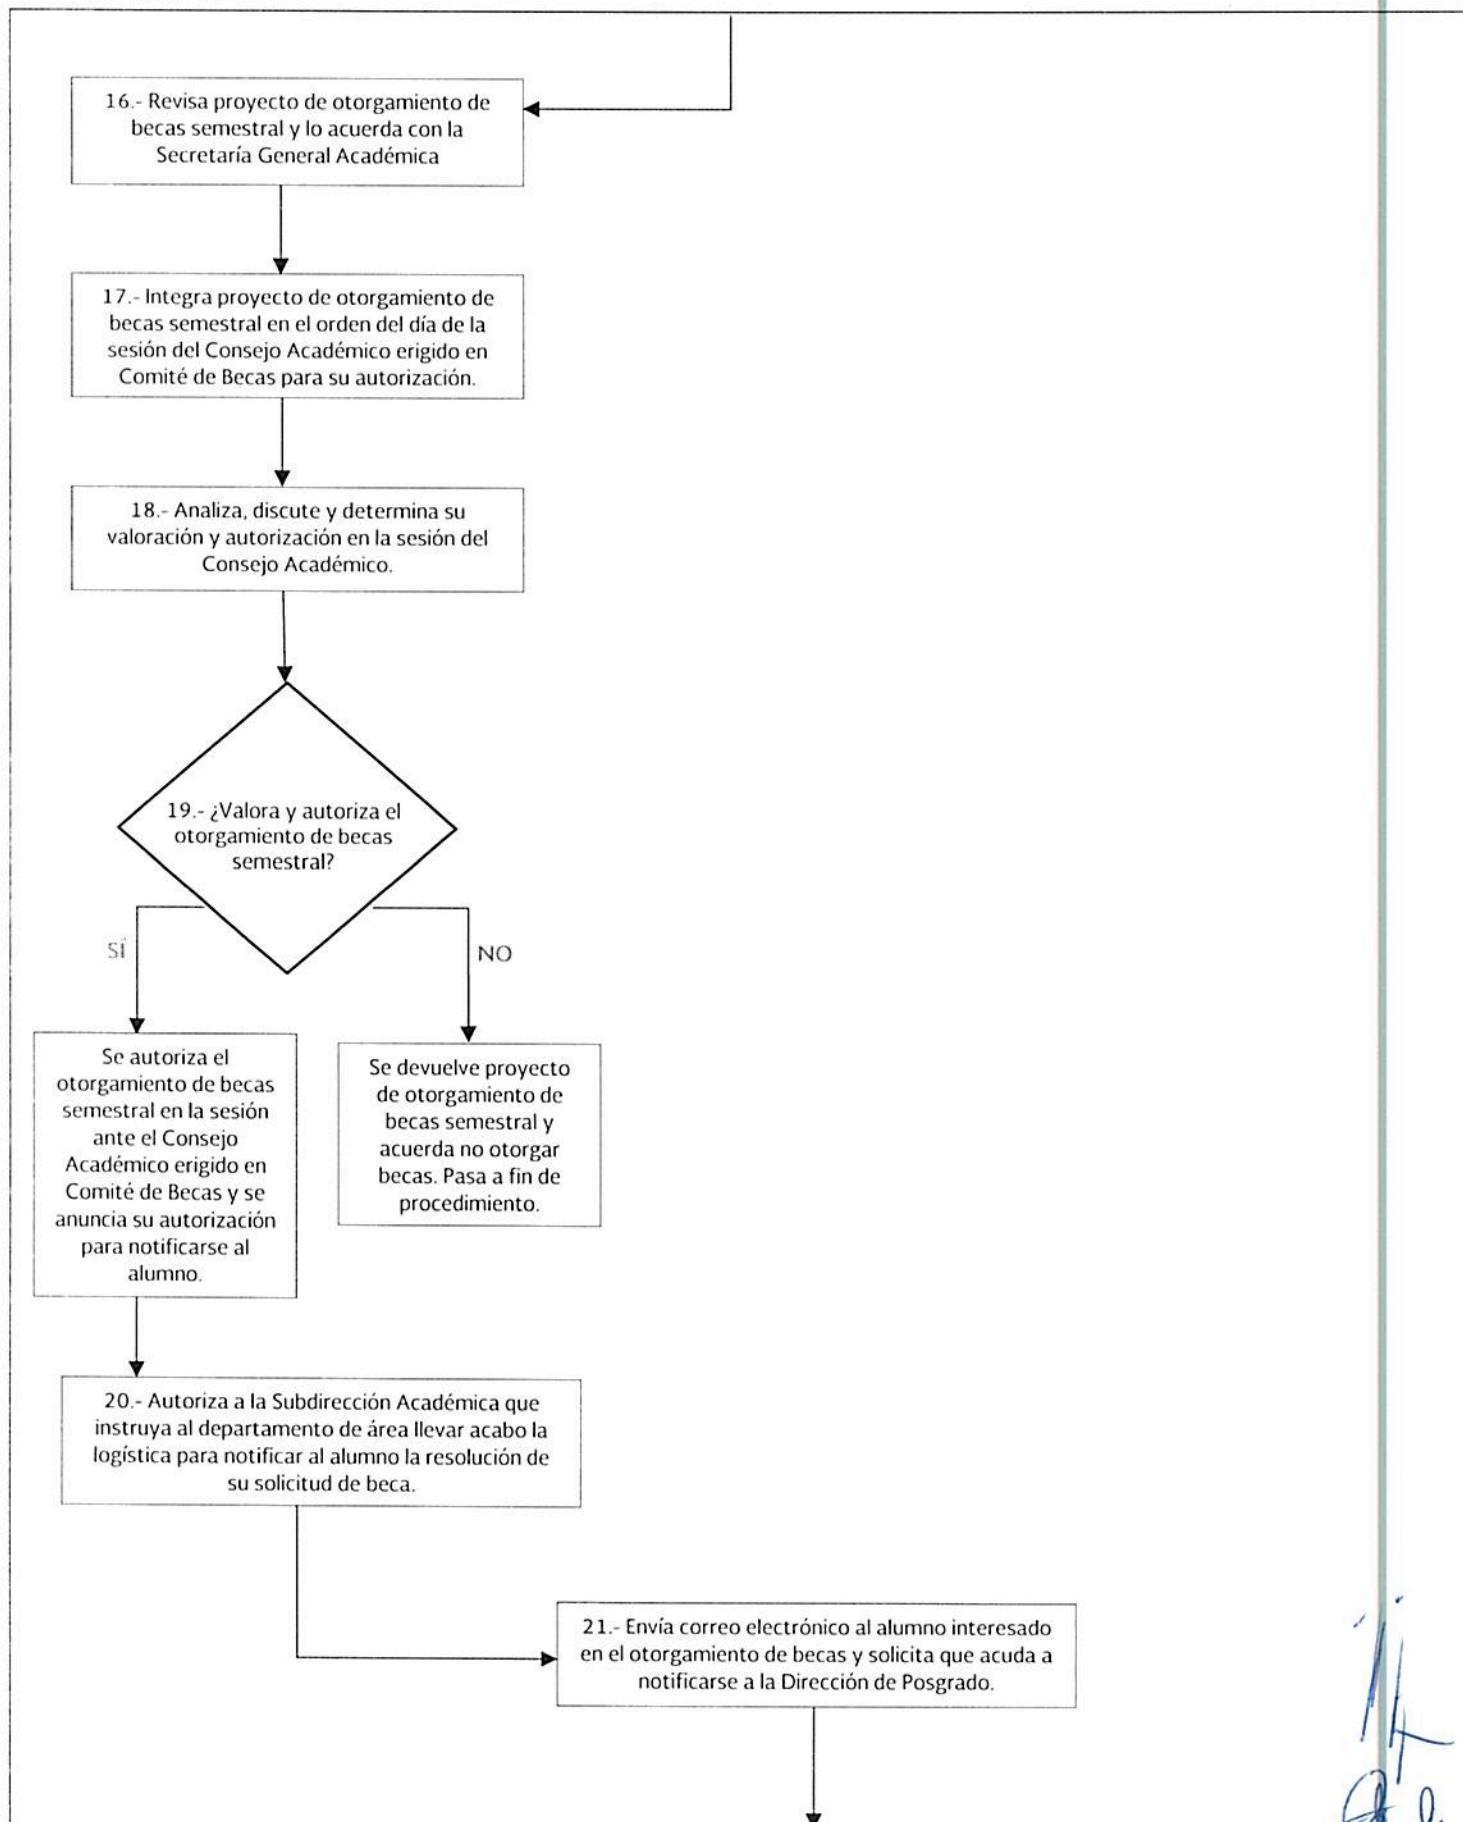 16.- Revisa proyecto de otorgamiento de
becas semestral y lo acuerda con la
Secretaría General Académica
17.- Integra proyecto de otorgamiento de
becas semestral en el orden del día de la
sesión del Consejo Académico erigido en
Comité de Becas para su autorización.
18.- Analiza, discute y determina su
valoración y autorización en la sesión del
Consejo Académico.
19.- ¿Valora y autoriza el
otorgamiento de becas
semestral?
SÍ
NO
Se autoriza el
otorgamiento de becas
semestral en la sesión
ante el Consejo
Académico erigido en
Comité de Becas y se
anuncia su autorización
para notificarse al
alumno.
Se devuelve proyecto
de otorgamiento de
becas semestral y
acuerda no otorgar
becas. Pasa a fin de
procedimiento.
20.- Autoriza a la Subdirección Académica que
instruya al departamento de área llevar acabo la
logística para notificar al alumno la resolución de
su solicitud de beca.
21.- Envía correo electrónico al alumno interesado
en el otorgamiento de becas y solicita que acuda a
notificarse a la Dirección de Posgrado.